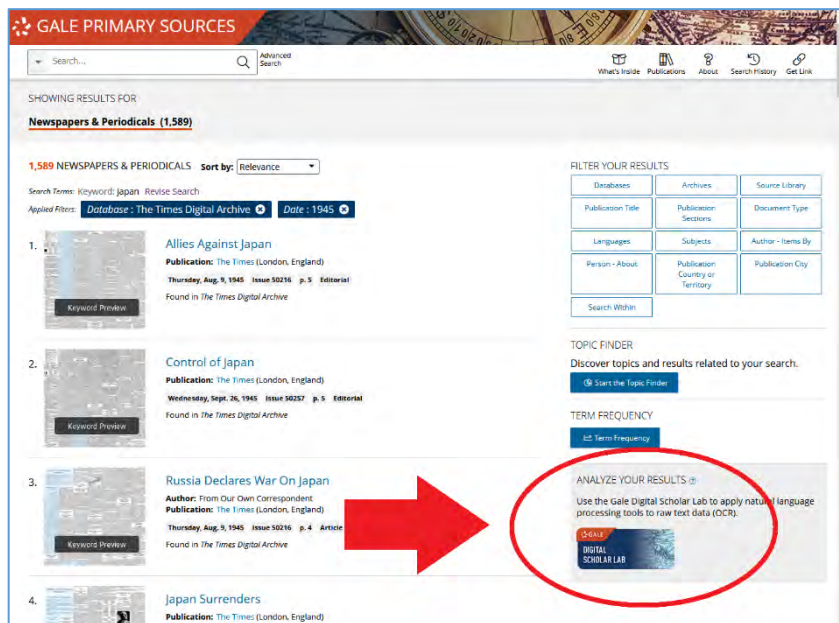 GALE PRIMARY SOURCES
Search...
Advanced
Search
What's Inside Publications About Search History Get Link
SHOWING RESULTS FOR
Newspapers & Periodicals (1,589)
1,589 NEWSPAPERS & PERIODICALS Sort by: Relevance
Search Terms: Keyword: Japan Revise Search
Applied Filters: Database : The Times Digital Archive Date : 1945
1.
Keyword Preview
Allies Against Japan
Publication: The Times (London, England)
Thursday, Aug. 9, 1945 Issue 50216 p. 5 Editorial
Found in The Times Digital Archive
2.
Keyword Preview
Control of Japan
Publication: The Times (London, England)
Wednesday, Sept. 26, 1945 Issue 50257 p. 5 Editorial
Found in The Times Digital Archive
3.
Keyword Preview
Russia Declares War On Japan
Author: From Our Own Correspondent
Publication: The Times (London, England)
Thursday, Aug. 9, 1945 Issue 50216 p. 4 Article
Found in The Times Digital Archive
4.
Japan Surrenders
Publication: The Times (London, England)
FILTER YOUR RESULTS
Databases Archives Source Library
Publication Title Publication Sections Document Type
Languages Subjects Author - Items By
Person - About Publication Country or Territory Publication City
Search Within
TOPIC FINDER
Discover topics and results related to your search.
Start the Topic Finder
TERM FREQUENCY
Term Frequency
ANALYZE YOUR RESULTS
Use the Gale Digital Scholar Lab to apply natural language
processing tools to raw text data (OCR).
GALE
DIGITAL
SCHOLAR LAB